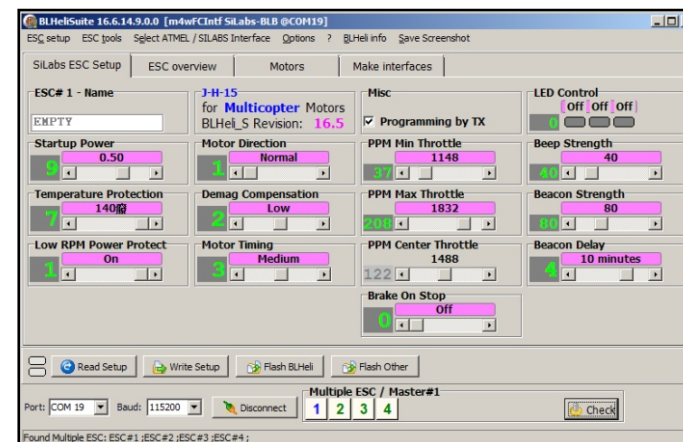 BLHeliSuite 16.6.14.9.0.0 [m4wFCIntf SiLabs-BLB @COM19]
ESC setup ESC tools Select ATMEL / SILABS Interface Options ? BLHeli info Save Screenshot
SiLabs ESC Setup ESC overview Motors Make interfaces
ESC# 1 - Name
EMPTY
J-H-15
for Multicopter Motors
BLHeli_S Revision: 16.5
Misc
Programming by TX
LED Control
Off Off Off
0
Startup Power
0.50
9
Motor Direction
Normal
1
PPM Min Throttle
1148
37
Beep Strength
40
40
Temperature Protection
140癈
7
Demag Compensation
Low
2
PPM Max Throttle
1832
208
Beacon Strength
80
80
Low RPM Power Protect
On
1
Motor Timing
Medium
3
PPM Center Throttle
1488
122
Beacon Delay
10 minutes
4
Brake On Stop
Off
0
Read Setup Write Setup Flash BLHeli Flash Other
Multiple ESC / Master#1
Port: COM 19 Baud: 115200 Disconnect 1 2 3 4 Check
Found Multiple ESC: ESC#1 ;ESC#2 ;ESC#3 ;ESC#4 ;